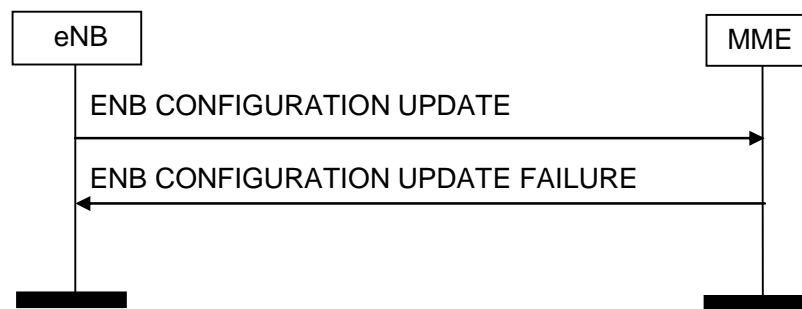 eNB
MME
ENB CONFIGURATION UPDATE
ENB CONFIGURATION UPDATE FAILURE